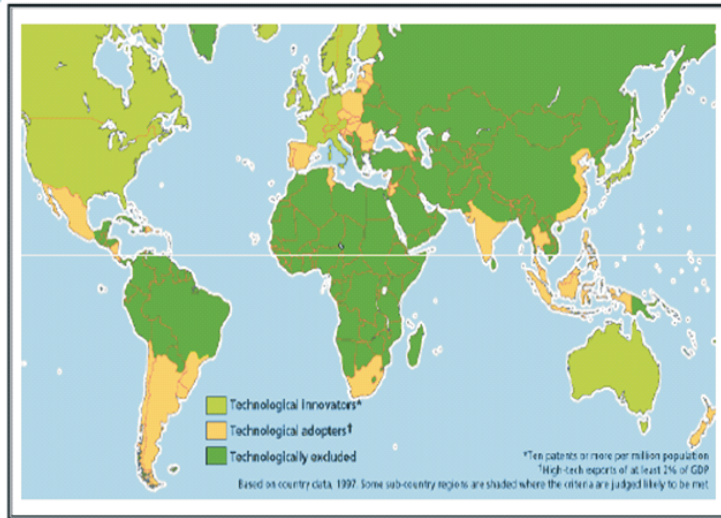 Technological innovators*
Technological adopters†
Technologically excluded
*Ten patents or more per million population
†High-tech exports of at least 2% of GDP
Based on country data, 1997. Some sub-country regions are shaded where the criteria are judged likely to be met